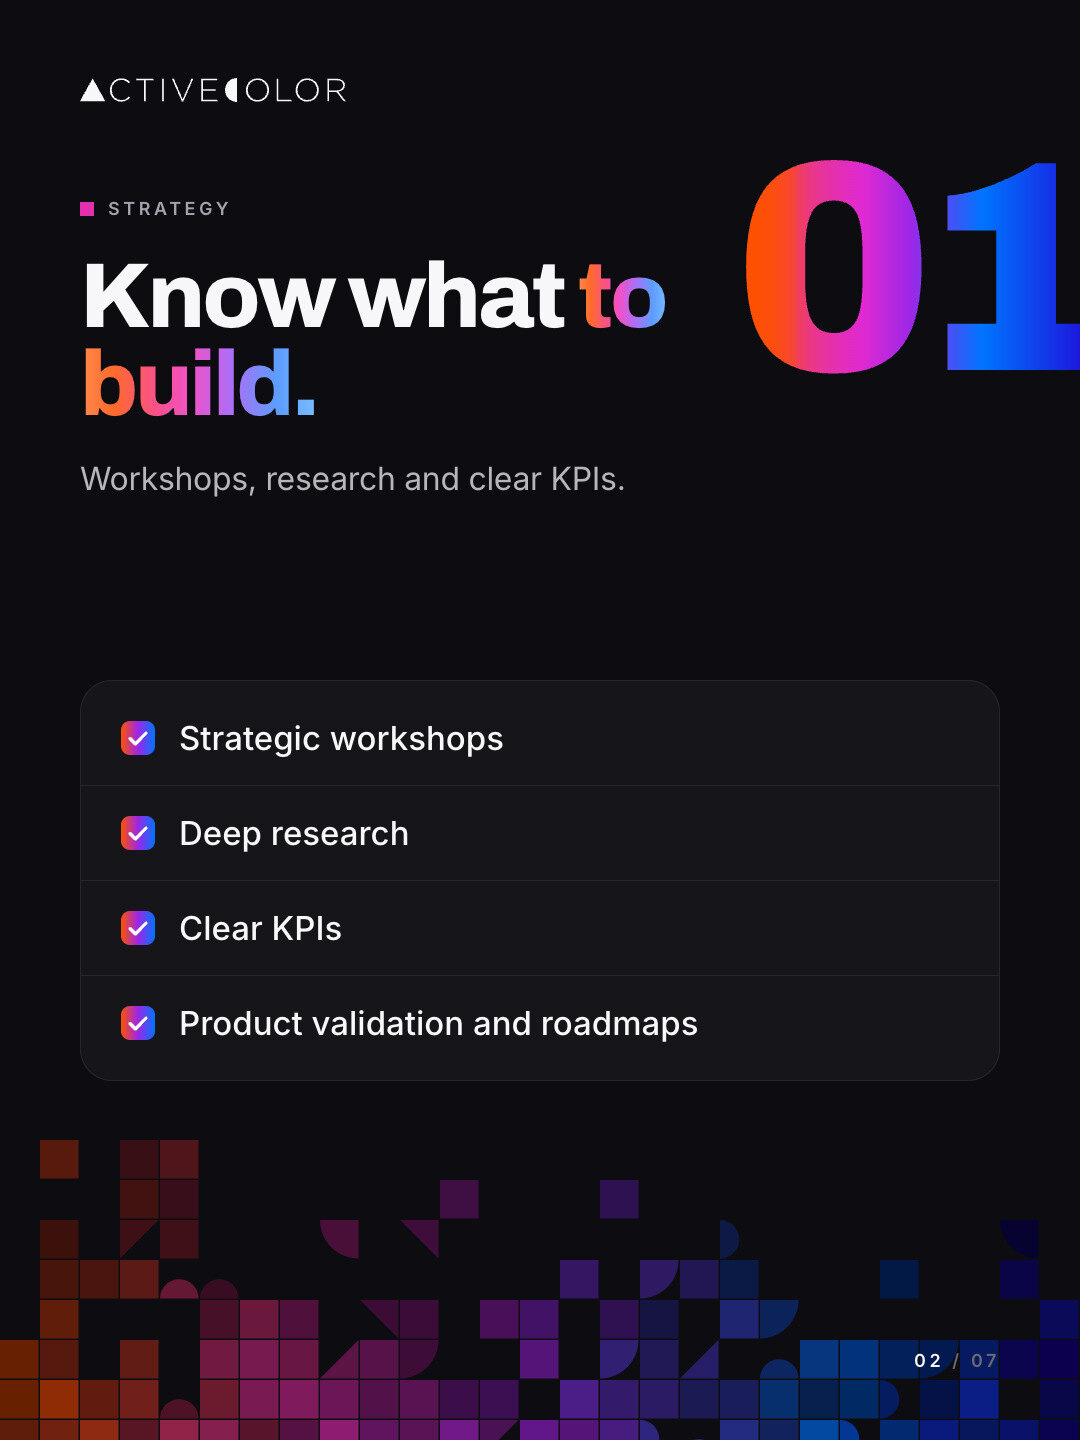 ACTIVECOLOR
STRATEGY
01
Know what to
build.
Workshops, research and clear KPIs.
Strategic workshops
Deep research
Clear KPIs
Product validation and roadmaps
02 / 07